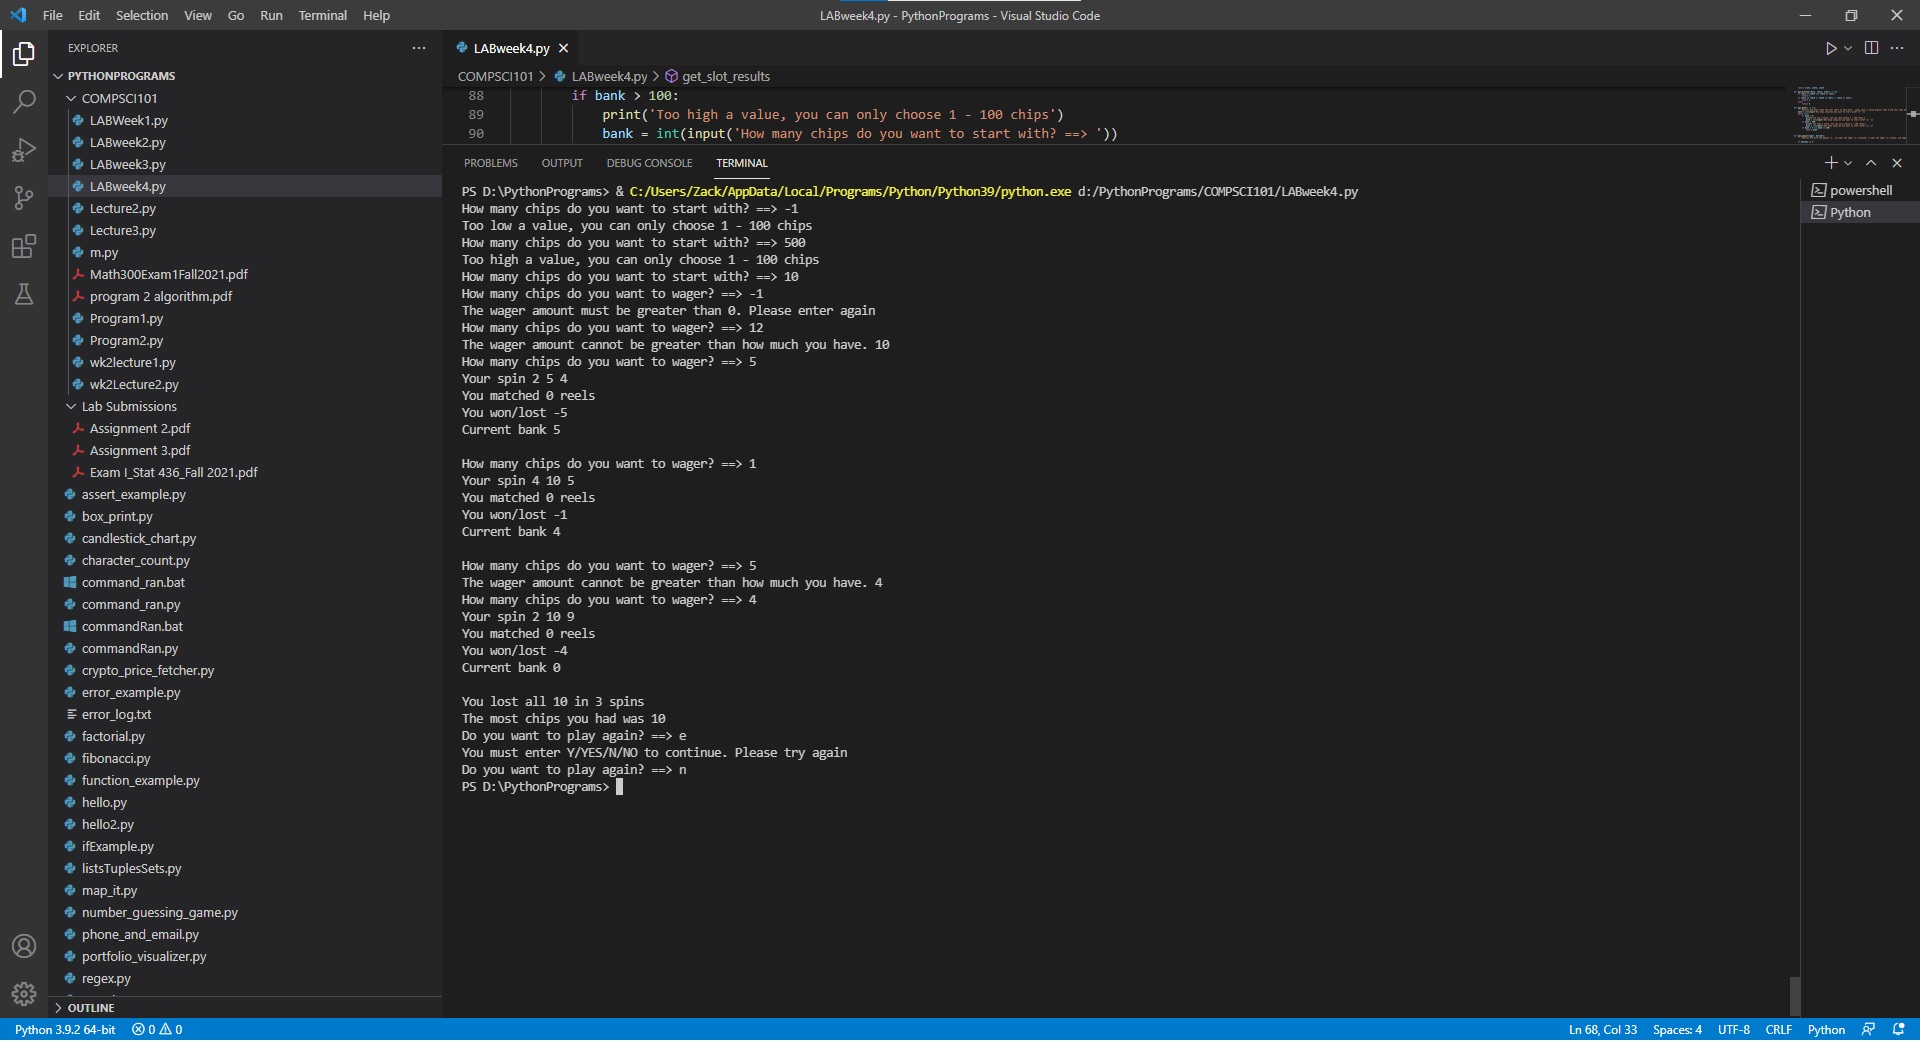 File Edit Selection View Go Run Terminal Help
LABweek4.py - PythonPrograms - Visual Studio Code
EXPLORER
PYTHONPROGRAMS
COMPSCI101
LABWeek1.py
LABweek2.py
LABweek3.py
LABweek4.py
Lecture2.py
Lecture3.py
m.py
Math300Exam1Fall2021.pdf
program 2 algorithm.pdf
Program1.py
Program2.py
wk2lecture1.py
wk2Lecture2.py
Lab Submissions
Assignment 2.pdf
Assignment 3.pdf
Exam I_Stat 436_Fall 2021.pdf
assert_example.py
box_print.py
candlestick_chart.py
character_count.py
command_ran.bat
command_ran.py
commandRan.bat
commandRan.py
crypto_price_fetcher.py
error_example.py
error_log.txt
factorial.py
fibonacci.py
function_example.py
hello.py
hello2.py
ifExample.py
listsTuplesSets.py
map_it.py
number_guessing_game.py
phone_and_email.py
portfolio_visualizer.py
regex.py
OUTLINE
LABweek4.py
COMPSCI101 > LABweek4.py > get_slot_results
88 if bank > 100:
89 print('Too high a value, you can only choose 1 - 100 chips')
90 bank = int(input('How many chips do you want to start with? ==> '))
PROBLEMS OUTPUT DEBUG CONSOLE TERMINAL
PS D:\PythonPrograms> & C:/Users/Zack/AppData/Local/Programs/Python/Python39/python.exe d:/PythonPrograms/COMPSCI101/LABweek4.py
How many chips do you want to start with? ==> -1
Too low a value, you can only choose 1 - 100 chips
How many chips do you want to start with? ==> 500
Too high a value, you can only choose 1 - 100 chips
How many chips do you want to start with? ==> 10
How many chips do you want to wager? ==> -1
The wager amount must be greater than 0. Please enter again
How many chips do you want to wager? ==> 12
The wager amount cannot be greater than how much you have. 10
How many chips do you want to wager? ==> 5
Your spin 2 5 4
You matched 0 reels
You won/lost -5
Current bank 5
How many chips do you want to wager? ==> 1
Your spin 4 10 5
You matched 0 reels
You won/lost -1
Current bank 4
How many chips do you want to wager? ==> 5
The wager amount cannot be greater than how much you have. 4
How many chips do you want to wager? ==> 4
Your spin 2 10 9
You matched 0 reels
You won/lost -4
Current bank 0
You lost all 10 in 3 spins
The most chips you had was 10
Do you want to play again? ==> e
You must enter Y/YES/N/NO to continue. Please try again
Do you want to play again? ==> n
PS D:\PythonPrograms>
powershell
Python
Python 3.9.2 64-bit 0 0
Ln 68, Col 33 Spaces: 4 UTF-8 CRLF Python